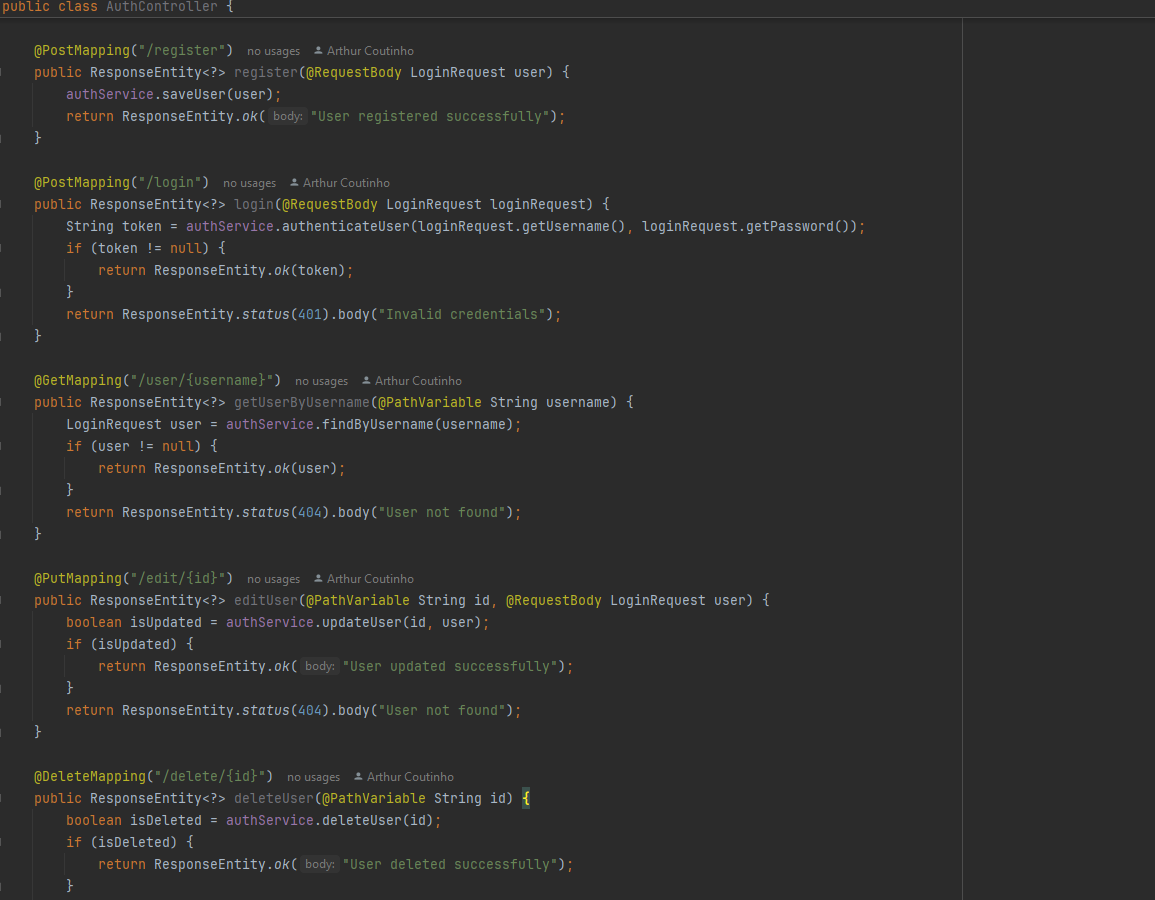 public class AuthController {
@PostMapping("/register") no usages Arthur Coutinho
public ResponseEntity<?> register(@RequestBody LoginRequest user) {
authService.saveUser(user);
return ResponseEntity.ok( body: "User registered successfully");
}
@PostMapping("/login") no usages Arthur Coutinho
public ResponseEntity<?> login(@RequestBody LoginRequest loginRequest) {
String token = authService.authenticateUser(loginRequest.getUsername(), loginRequest.getPassword());
if (token != null) {
return ResponseEntity.ok(token);
}
return ResponseEntity.status(401).body("Invalid credentials");
}
@GetMapping("/user/{username}") no usages Arthur Coutinho
public ResponseEntity<?> getUserByUsername(@PathVariable String username) {
LoginRequest user = authService.findByUsername(username);
if (user != null) {
return ResponseEntity.ok(user);
}
return ResponseEntity.status(404).body("User not found");
}
@PutMapping("/edit/{id}") no usages Arthur Coutinho
public ResponseEntity<?> editUser(@PathVariable String id, @RequestBody LoginRequest user) {
boolean isUpdated = authService.updateUser(id, user);
if (isUpdated) {
return ResponseEntity.ok( body: "User updated successfully");
}
return ResponseEntity.status(404).body("User not found");
}
@DeleteMapping("/delete/{id}") no usages Arthur Coutinho
public ResponseEntity<?> deleteUser(@PathVariable String id) {
boolean isDeleted = authService.deleteUser(id);
if (isDeleted) {
return ResponseEntity.ok( body: "User deleted successfully");
}